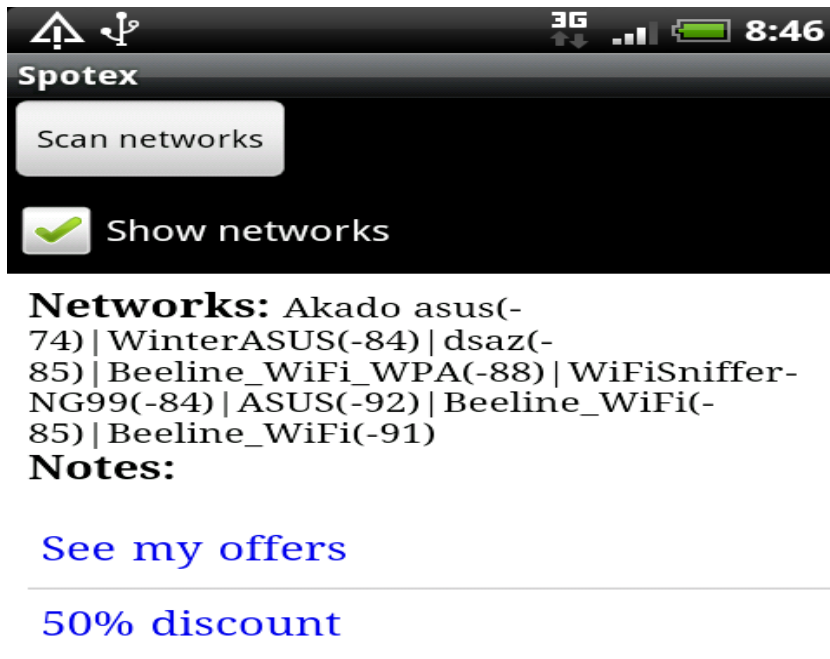 3G 8:46
Spotex
Scan networks
Show networks
Networks: Akado asus(-
74)|WinterASUS(-84)|dsaz(-
85)|Beeline_WiFi_WPA(-88)|WiFiSniffer-
NG99(-84)|ASUS(-92)|Beeline_WiFi(-
85)|Beeline_WiFi(-91)
Notes:
See my offers
50% discount